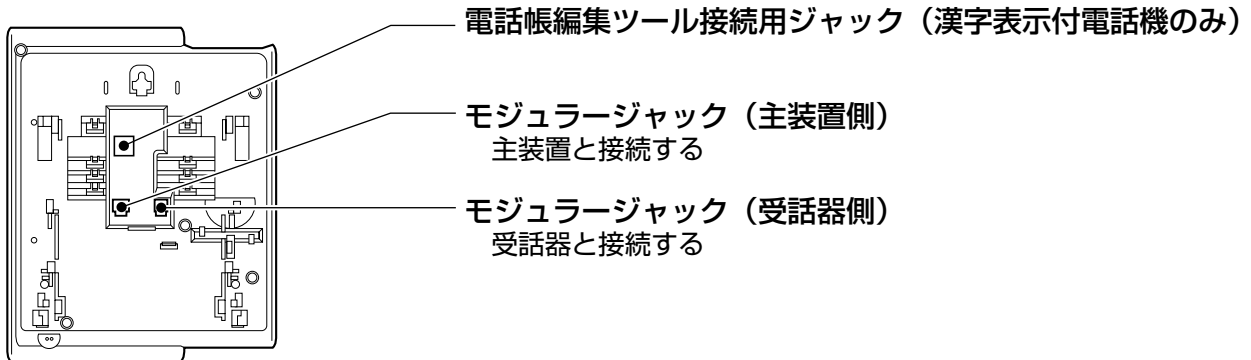 電話帳編集ツール接続用ジャック（漢字表示付電話機のみ）
モジュラージャック（主装置側）
主装置と接続する
モジュラージャック（受話器側）
受話器と接続する